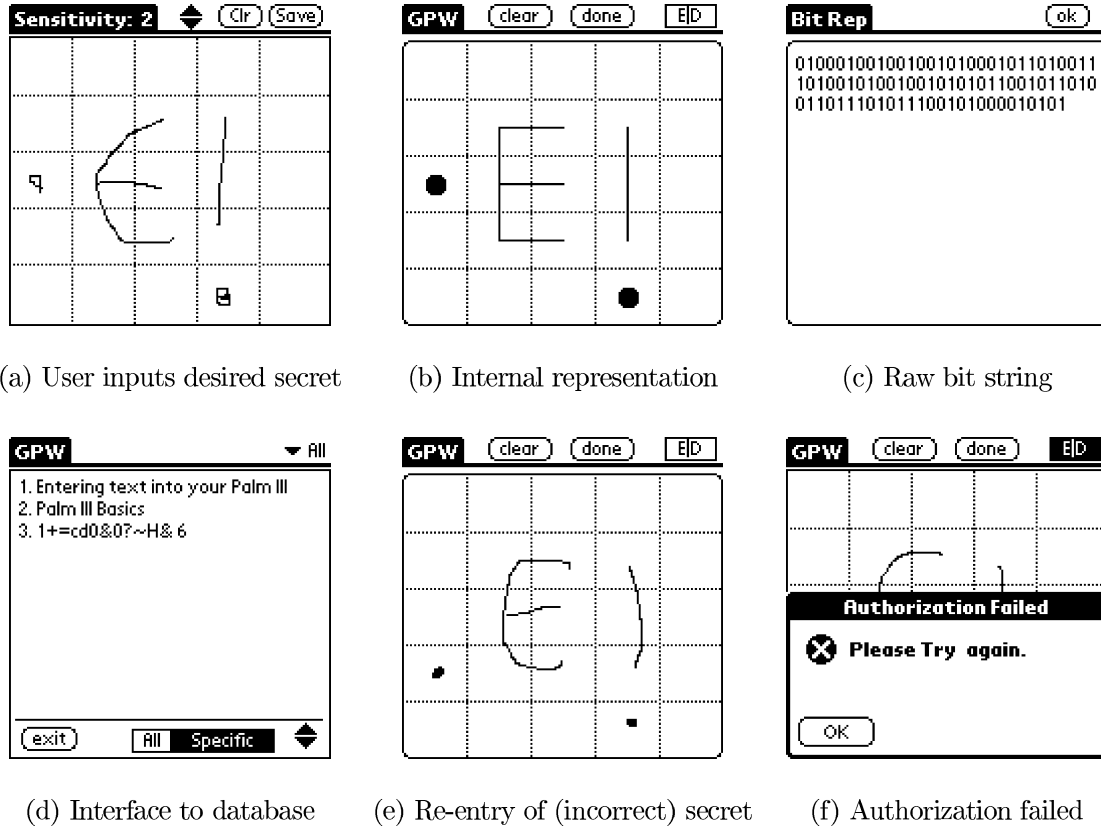 Sensitivity: 2 Clr Save
GPW clear done E|D
Bit Rep ok
010001001001001010001011010011
101001010010010101011001011010
011011101011100101000010101
(a) User inputs desired secret
(b) Internal representation
(c) Raw bit string
GPW All
1. Entering text into your Palm III
2. Palm III Basics
3. 1+=cd0&0?~H& 6
exit All Specific
GPW clear done E|D
GPW clear done E|D
Authorization Failed
Please Try again.
OK
(d) Interface to database
(e) Re-entry of (incorrect) secret
(f) Authorization failed